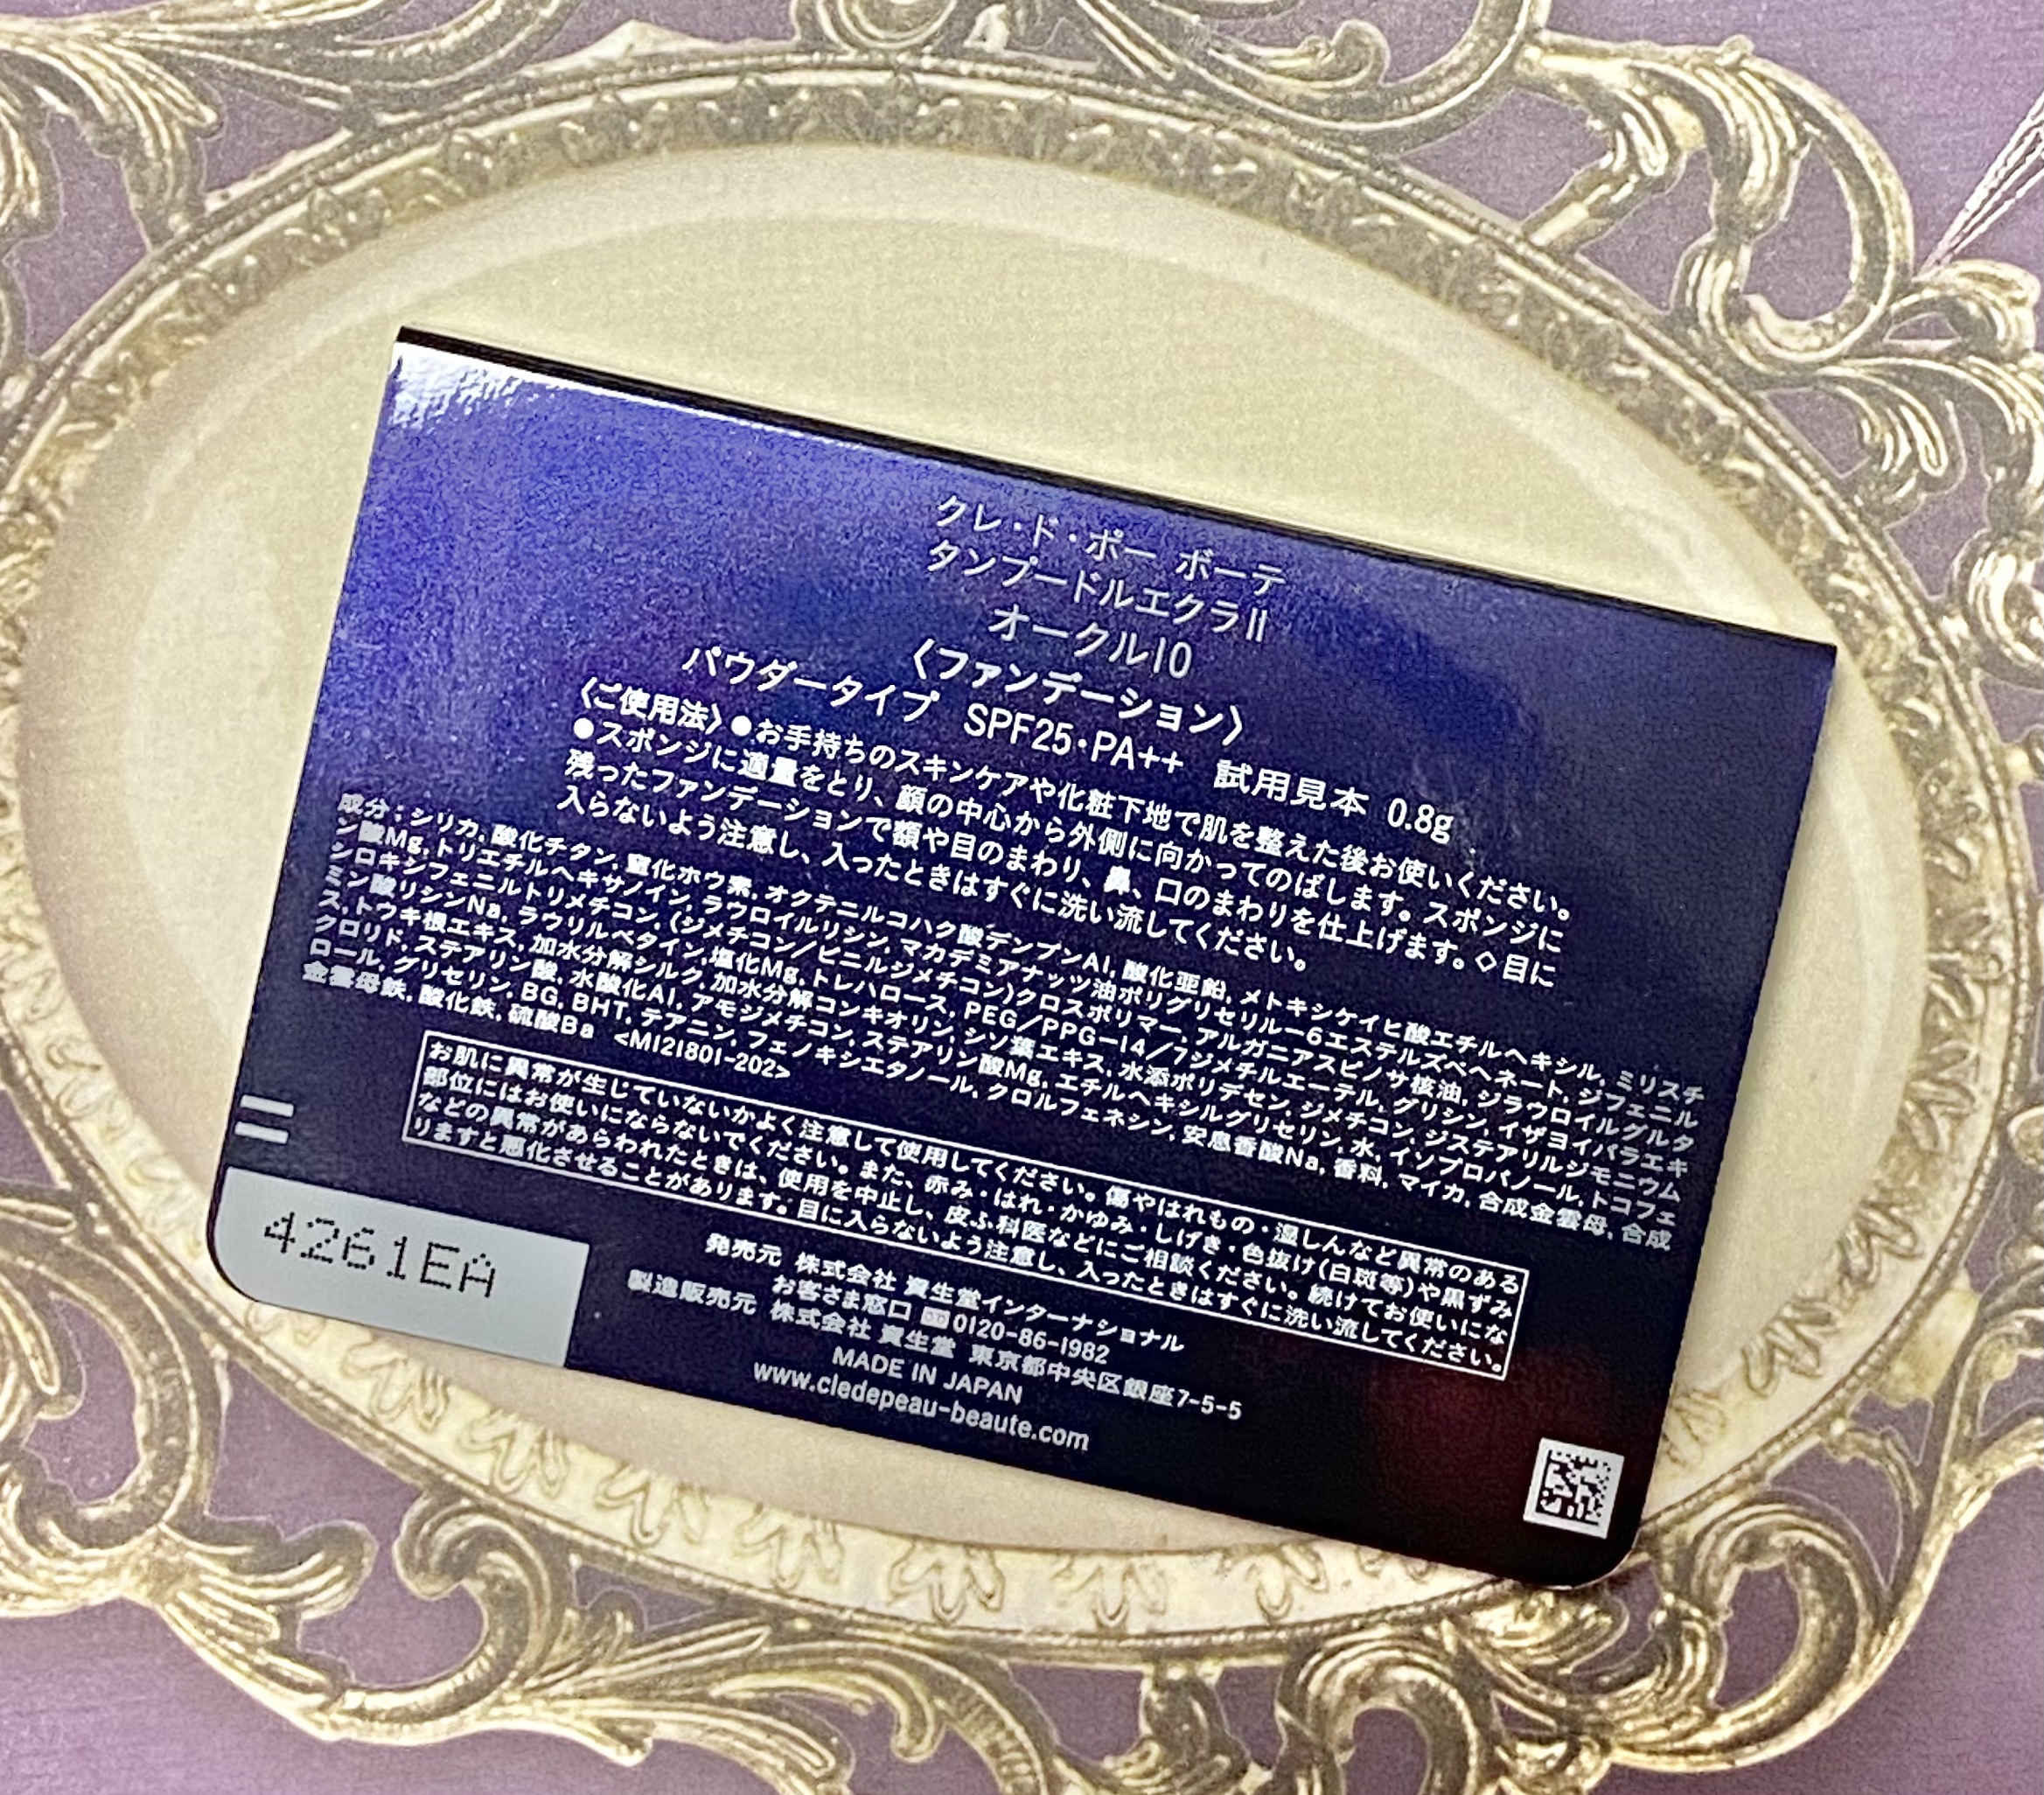 クレ・ド・ポー ボーテ
タンプードルエクラII
オークル10
〈ファンデーション〉
パウダータイプ SPF25・PA++ 試用見本 0.8g
〈ご使用法〉●お手持ちのスキンケアや化粧下地で肌を整えた後お使いください。
●スポンジに適量をとり、顔の中心から外側に向かってのばします。スポンジに
残ったファンデーションで額や目のまわり、鼻、口のまわりを仕上げます。◇目に
入らないよう注意し、入ったときはすぐに洗い流してください。
成分:シリカ, 酸化チタン, 窒化ホウ素, オクテニルコハク酸デンプンAl, 酸化亜鉛, メトキシケイヒ酸エチルヘキシル, ミリスチ
ン酸Mg, トリエチルヘキサノイン, ラウロイルリシン, マカデミアナッツ油ポリグリセリル-6エステルズベヘネート, ジフェニル
シロキシフェニルトリメチコン, (ジメチコン/ビニルジメチコン)クロスポリマー, アルガニアスピノサ核油, ジラウロイルグルタ
ミン酸リシンNa, ラウリルベタイン, 塩化Mg, トレハロース, PEG/PPG-14/7ジメチルエーテル, グリシン, イザヨイバラエキ
ス, トウキ根エキス, 加水分解シルク, 加水分解コンキオリン, シソ葉エキス, 水添ポリデセン, ジメチコン, ジステアリルジモニウム
クロリド, ステアリン酸, 水酸化Al, アモジメチコン, ステアリン酸Mg, エチルヘキシルグリセリン, 水, イソプロパノール, トコフェ
ロール, グリセリン, BG, BHT, テアニン, フェノキシエタノール, クロルフェネシン, 安息香酸Na, 香料, マイカ, 合成金雲母, 合成
金雲母鉄, 酸化鉄, 硫酸Ba <M121801-202>
お肌に異常が生じていないかよく注意して使用してください。傷やはれもの・湿しんなど異常のある
部位にはお使いにならないでください。また、赤み・はれ・かゆみ・しげき・色抜け(白斑等)や黒ずみ
などの異常があらわれたときは、使用を中止し、皮ふ科医などにご相談ください。続けてお使いにな
りますと悪化させることがあります。目に入らないよう注意し、入ったときはすぐに洗い流してください。
発売元 株式会社 資生堂インターナショナル
お客さま窓口 0120-86-1982
製造販売元 株式会社 資生堂 東京都中央区銀座7-5-5
MADE IN JAPAN
www.cledepeau-beaute.com
4261EA